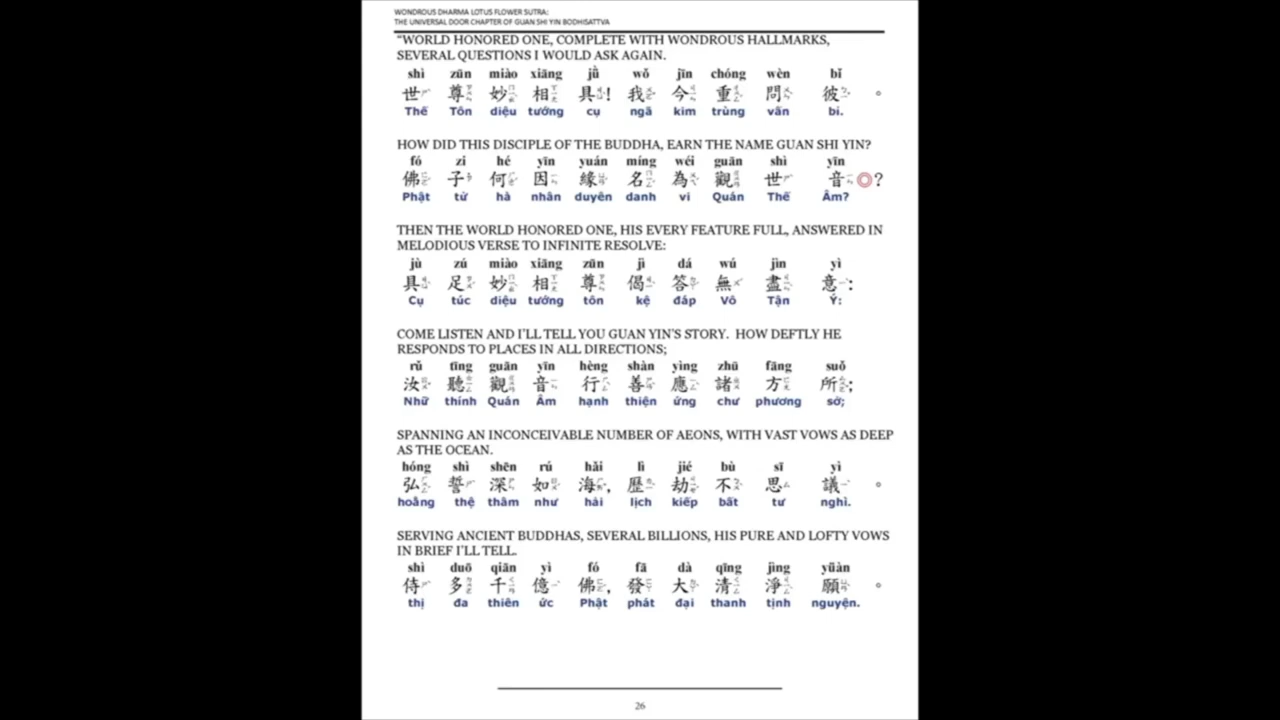 WONDROUS DHARMA LOTUS FLOWER SUTRA:
THE UNIVERSAL DOOR CHAPTER OF GUAN SHI YIN BODHISATTVA
“WORLD HONORED ONE, COMPLETE WITH WONDROUS HALLMARKS,
SEVERAL QUESTIONS I WOULD ASK AGAIN.
shì zūn miào xiāng jǜ wǒ jīn chóng wèn bǐ
世 尊 妙 相 具! 我 今 重 問 彼 。
Thế Tôn diệu tướng cụ ngã kim trùng vấn bỉ.
HOW DID THIS DISCIPLE OF THE BUDDHA, EARN THE NAME GUAN SHI YIN?
fó zi hé yīn yuán míng wéi guān shì yīn
佛 子 何 因 緣 名 為 觀 世 音 ?
Phật tử hà nhân duyên danh vi Quán Thế Âm?
THEN THE WORLD HONORED ONE, HIS EVERY FEATURE FULL, ANSWERED IN
MELODIOUS VERSE TO INFINITE RESOLVE:
jù zú miào xiāng zūn jì dá wú jìn yì
具 足 妙 相 尊 偈 答 無 盡 意:
Cụ túc diệu tướng tôn kệ đáp Vô Tận Ý:
COME LISTEN AND I’LL TELL YOU GUAN YIN’S STORY. HOW DEFTLY HE
RESPONDS TO PLACES IN ALL DIRECTIONS;
rǔ tīng guān yīn hèng shàn yìng zhū fāng suǒ
汝 聽 觀 音 行 善 應 諸 方 所;
Nhữ thính Quán Âm hạnh thiện ứng chư phương sở;
SPANNING AN INCONCEIVABLE NUMBER OF AEONS, WITH VAST VOWS AS DEEP
AS THE OCEAN.
hóng shì shēn rú hǎi lì jié bù sī yì
弘 誓 深 如 海, 歷 劫 不 思 議 。
hoằng thệ thâm như hải lịch kiếp bất tư nghì.
SERVING ANCIENT BUDDHAS, SEVERAL BILLIONS, HIS PURE AND LOFTY VOWS
IN BRIEF I’LL TELL.
shì duō qiān yì fó fā dà qīng jìng yüàn
侍 多 千 億 佛, 發 大 清 淨 願 。
thị đa thiên ức Phật phát đại thanh tịnh nguyện.
26